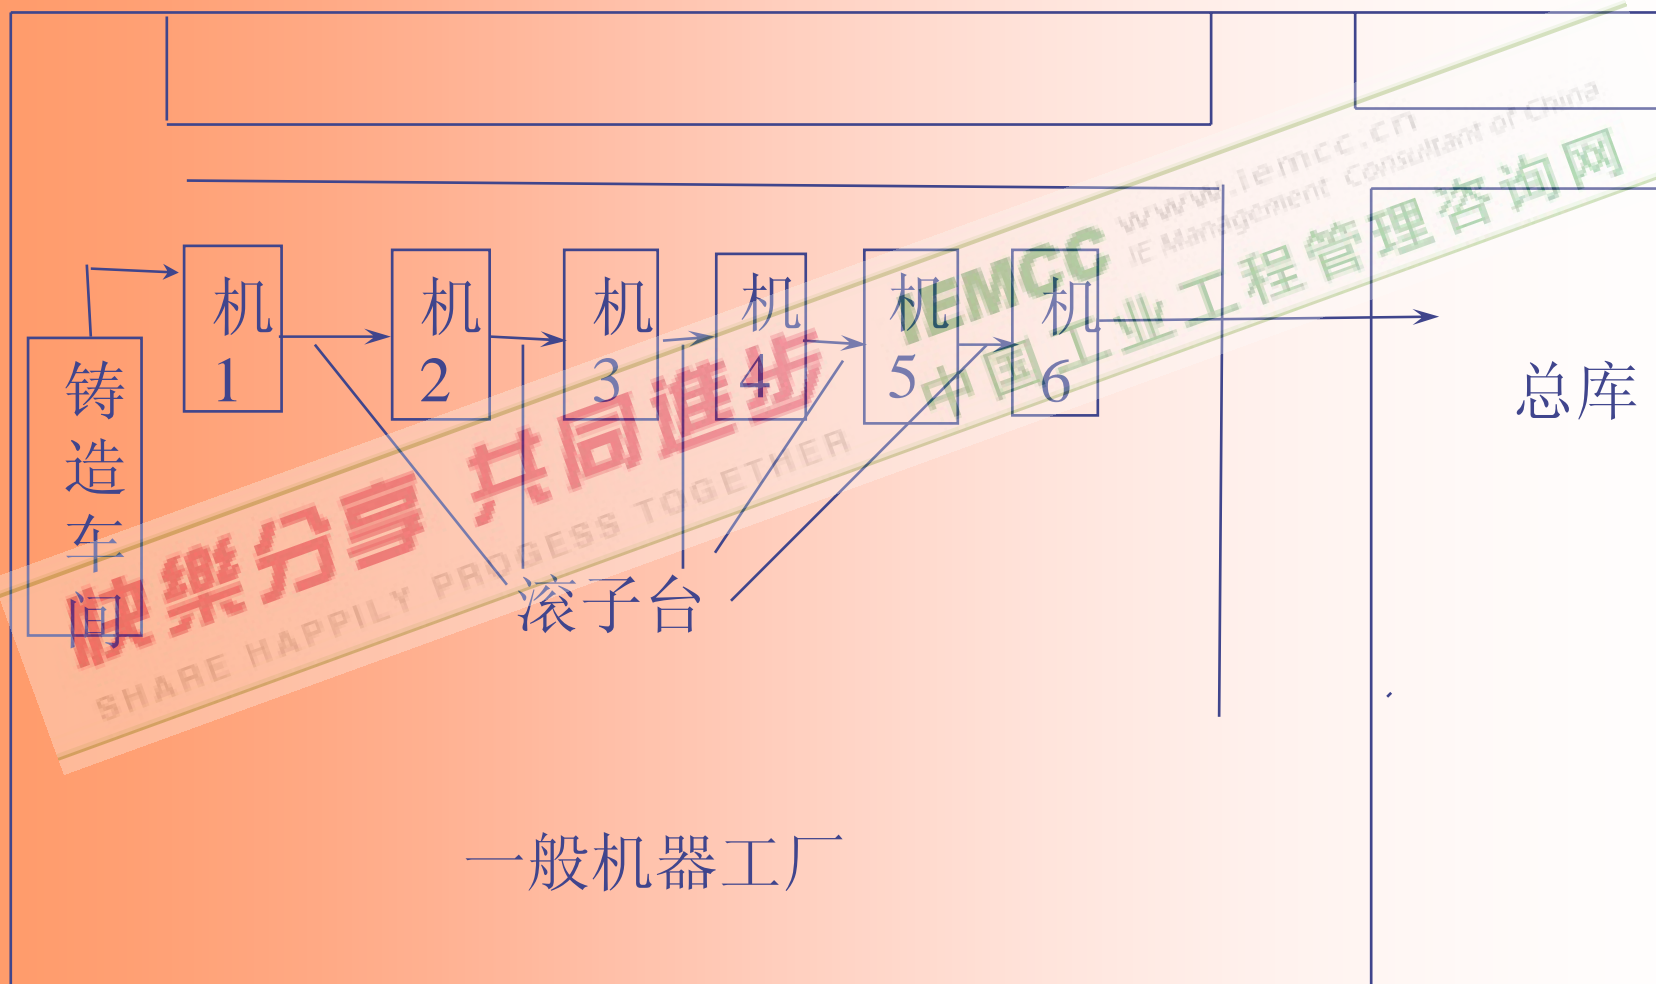 机
1
机
2
机
3
机
4
机
5
机
6
铸
造
车
间
总库
滚子台
一般机器工厂
快樂分享 共同進步
SHARE HAPPILY PROGESS TOGETHER
IEMCC
www.iemcc.cn
IE Management Consultant of China
中国工业工程管理咨询网